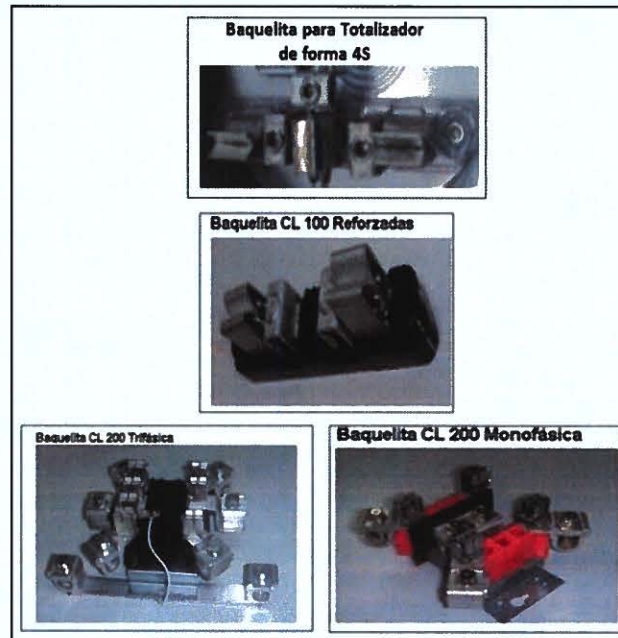 Baquelita para Totalizador
de forma 4S
Baquelita CL 100 Reforzadas
Baquelita CL 200 Trifásica
Baquelita CL 200 Monofásica